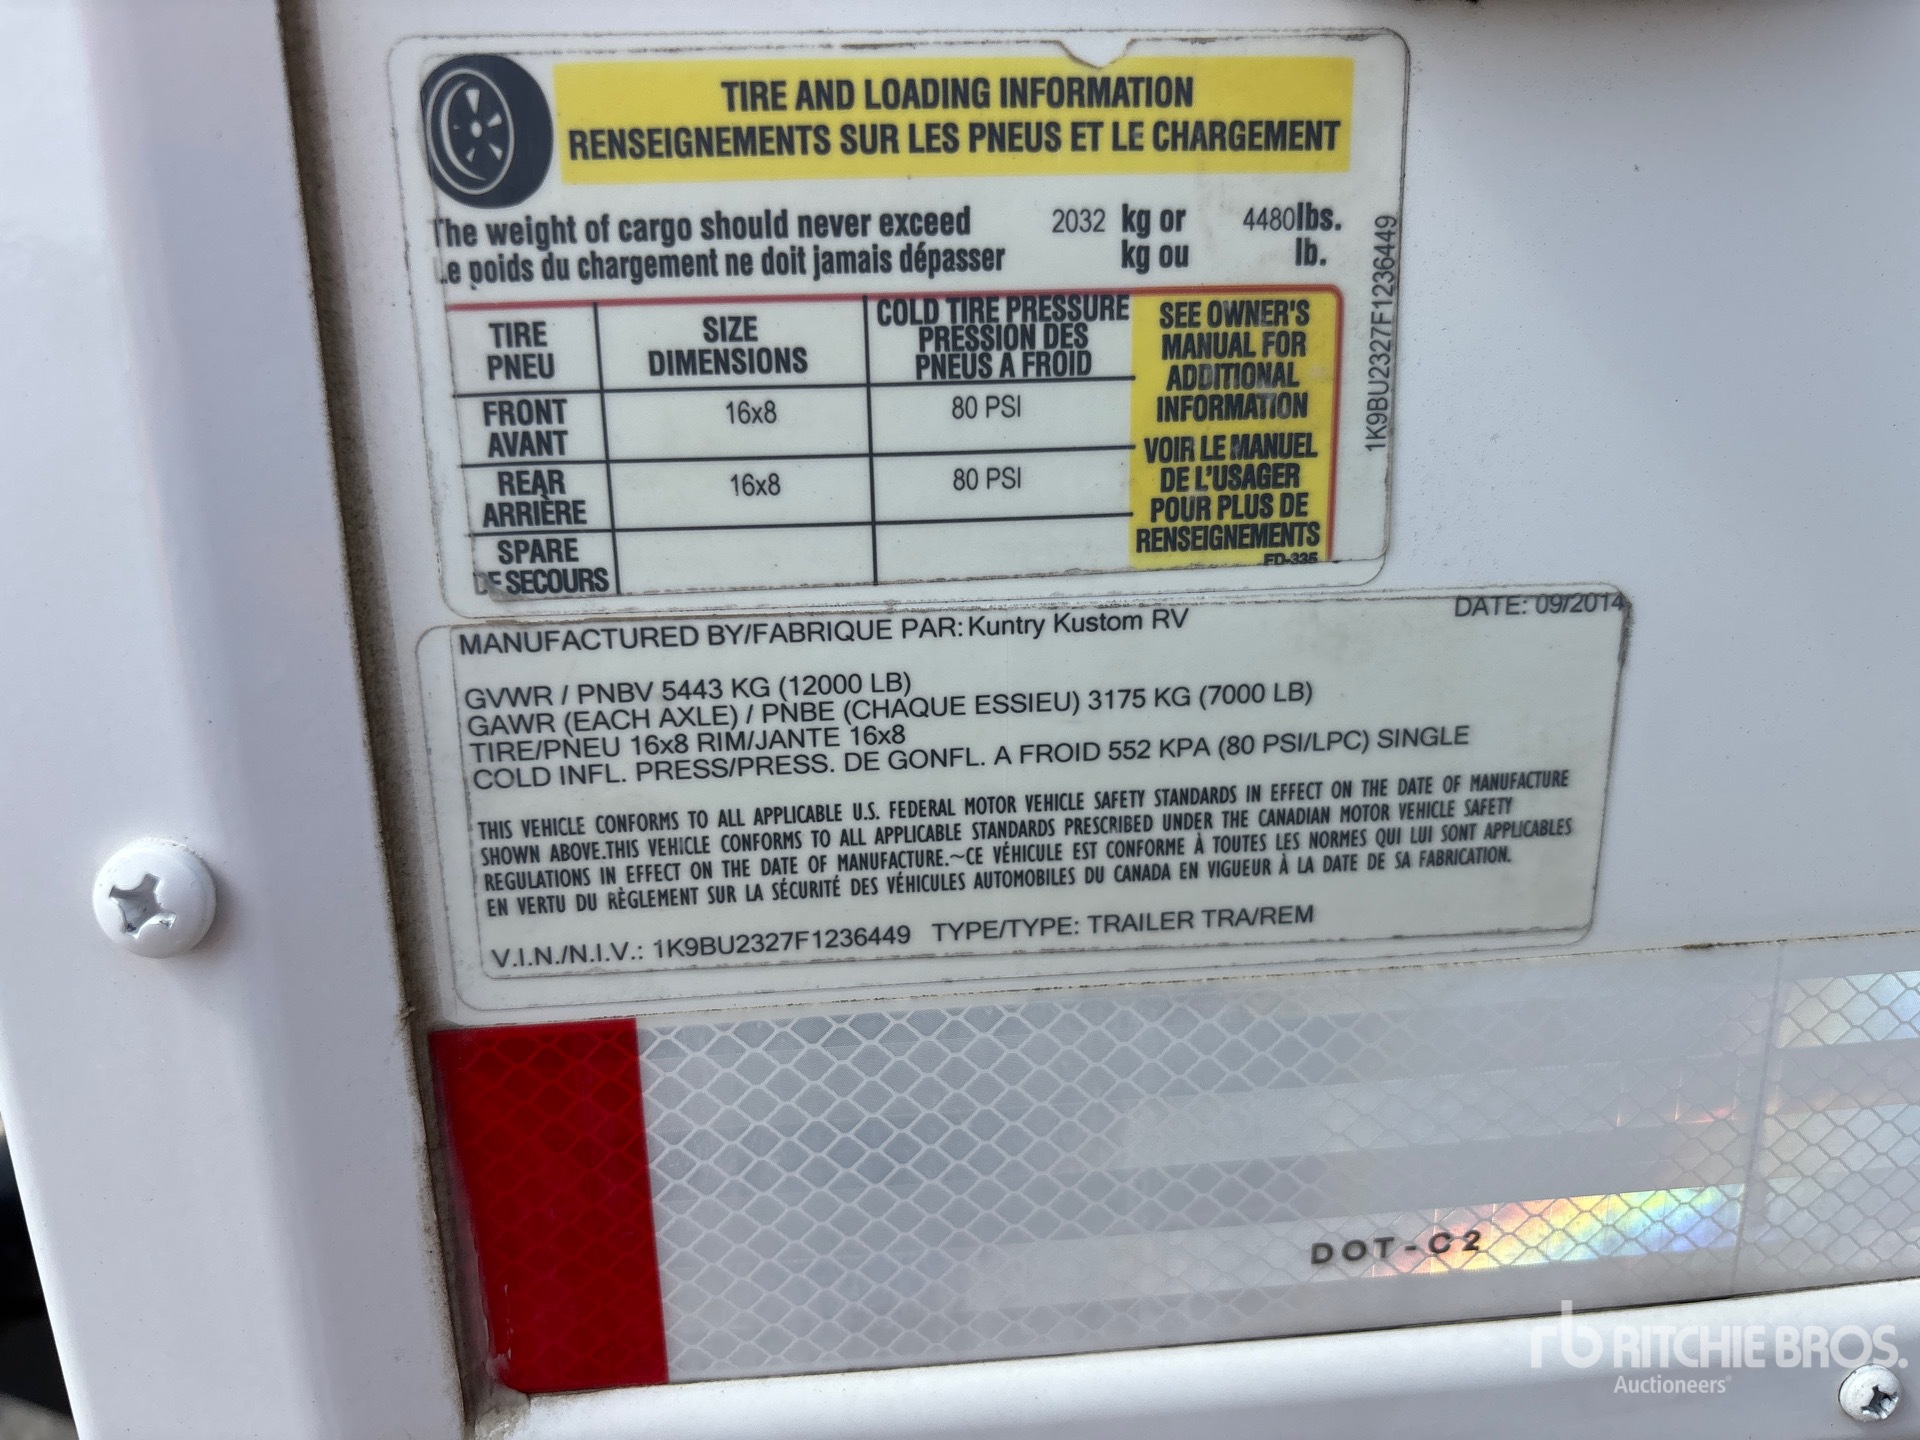 TIRE AND LOADING INFORMATION
RENSEIGNEMENTS SUR LES PNEUS ET LE CHARGEMENT
The weight of cargo should never exceed 2032 kg or 4480lbs.
Le poids du chargement ne doit jamais dépasser kg ou lb.
TIRE
PNEU
SIZE
DIMENSIONS
COLD TIRE PRESSURE
PRESSION DES
PNEUS A FROID
FRONT
AVANT
16x8
80 PSI
REAR
ARRIÈRE
16x8
80 PSI
SPARE
DE SECOURS
SEE OWNER'S
MANUAL FOR
ADDITIONAL
INFORMATION
VOIR LE MANUEL
DE L'USAGER
POUR PLUS DE
RENSEIGNEMENTS
FD-335
1K9BU2327F1236449
MANUFACTURED BY/FABRIQUE PAR: Kuntry Kustom RV DATE: 09/2014
GVWR / PNBV 5443 KG (12000 LB)
GAWR (EACH AXLE) / PNBE (CHAQUE ESSIEU) 3175 KG (7000 LB)
TIRE/PNEU 16x8 RIM/JANTE 16x8
COLD INFL. PRESS/PRESS. DE GONFL. A FROID 552 KPA (80 PSI/LPC) SINGLE
THIS VEHICLE CONFORMS TO ALL APPLICABLE U.S. FEDERAL MOTOR VEHICLE SAFETY STANDARDS IN EFFECT ON THE DATE OF MANUFACTURE
SHOWN ABOVE.THIS VEHICLE CONFORMS TO ALL APPLICABLE STANDARDS PRESCRIBED UNDER THE CANADIAN MOTOR VEHICLE SAFETY
REGULATIONS IN EFFECT ON THE DATE OF MANUFACTURE.~CE VÉHICULE EST CONFORME À TOUTES LES NORMES QUI LUI SONT APPLICABLES
EN VERTU DU RÈGLEMENT SUR LA SÉCURITÉ DES VÉHICULES AUTOMOBILES DU CANADA EN VIGUEUR À LA DATE DE SA FABRICATION.
V.I.N./N.I.V.: 1K9BU2327F1236449 TYPE/TYPE: TRAILER TRA/REM
DOT-C2
rb RITCHIE BROS.
Auctioneers